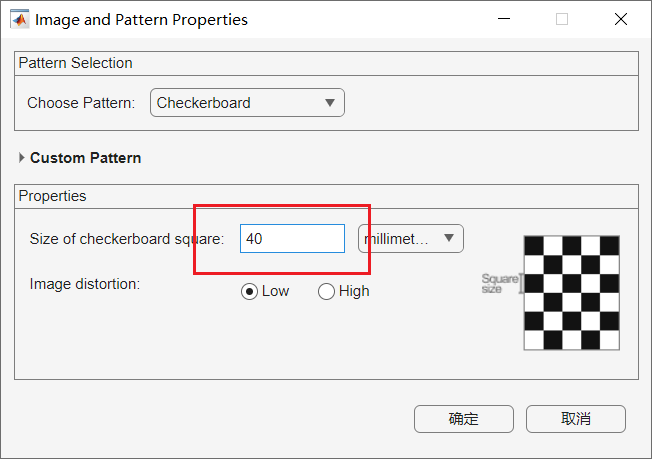 Image and Pattern Properties
Pattern Selection
Choose Pattern: Checkerboard
Custom Pattern
Properties
Size of checkerboard square: 40 millimet...
Image distortion: Low High
Square
size
确定 取消